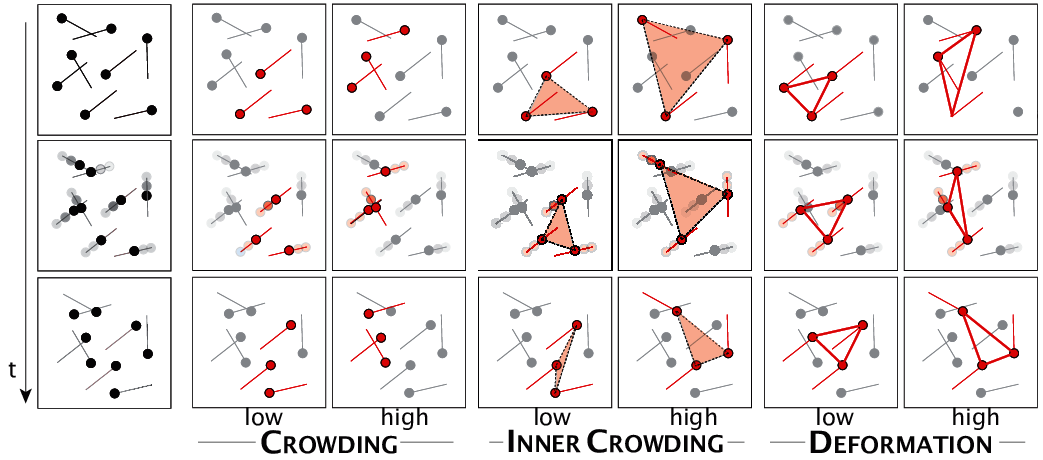 t
low high low high low high
CROWDING INNER CROWDING DEFORMATION